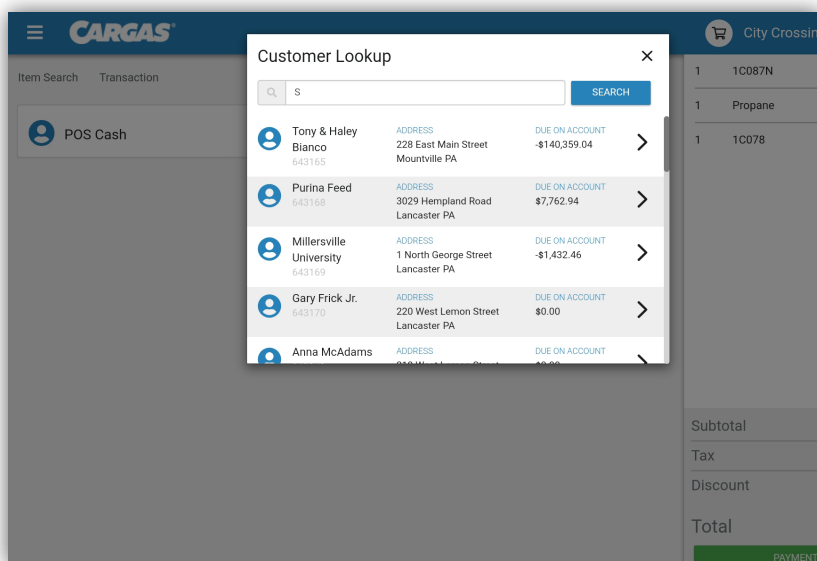 CARGAS
City Crossin
Item Search Transaction
POS Cash
Customer Lookup
S
SEARCH
Tony & Haley
Bianco
643165
ADDRESS
228 East Main Street
Mountville PA
DUE ON ACCOUNT
-$140,359.04
Purina Feed
643168
ADDRESS
3029 Hempland Road
Lancaster PA
DUE ON ACCOUNT
$7,762.94
Millersville
University
643169
ADDRESS
1 North George Street
Lancaster PA
DUE ON ACCOUNT
-$1,432.46
Gary Frick Jr.
643170
ADDRESS
220 West Lemon Street
Lancaster PA
DUE ON ACCOUNT
$0.00
Anna McAdams
ADDRESS
DUE ON ACCOUNT
1 1C087N
1 Propane
1 1C078
Subtotal
Tax
Discount
Total
PAYMENT